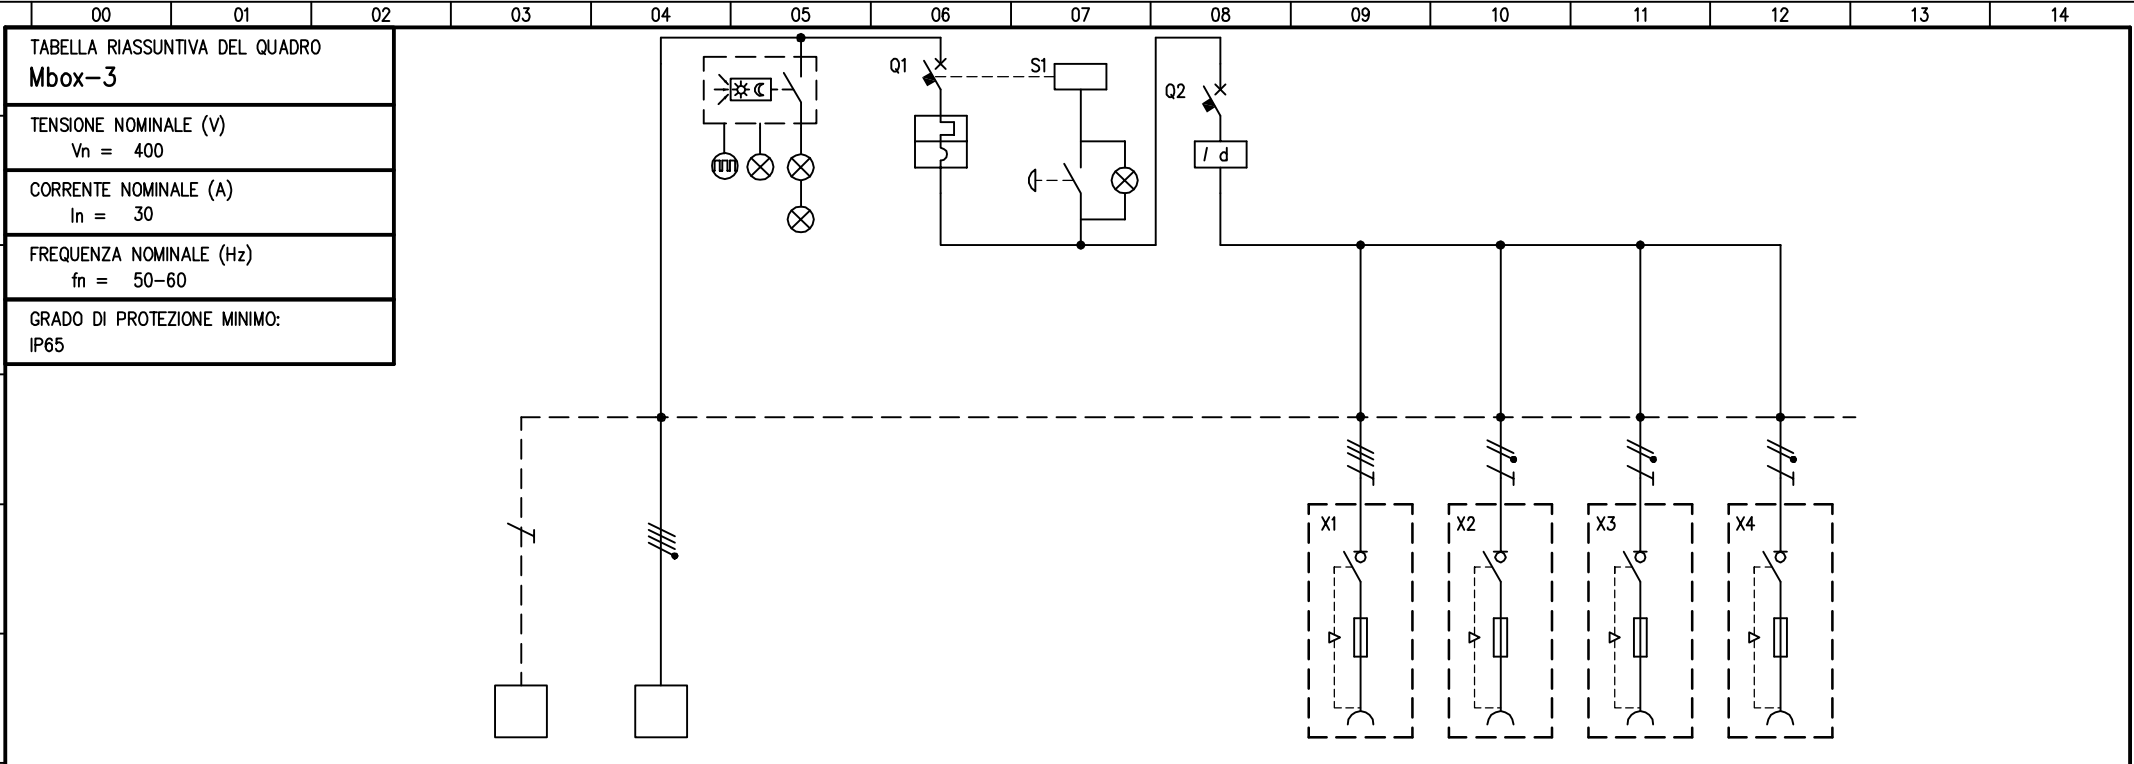 00 01 02 03 04 05 06 07 08 09 10 11 12 13 14
TABELLA RIASSUNTIVA DEL QUADRO
Mbox-3
TENSIONE NOMINALE (V)
Vn = 400
CORRENTE NOMINALE (A)
In = 30
FREQUENZA NOMINALE (Hz)
fn = 50-60
GRADO DI PROTEZIONE MINIMO:
IP65
Q1
S1
Q2
I d
X1
X2
X3
X4